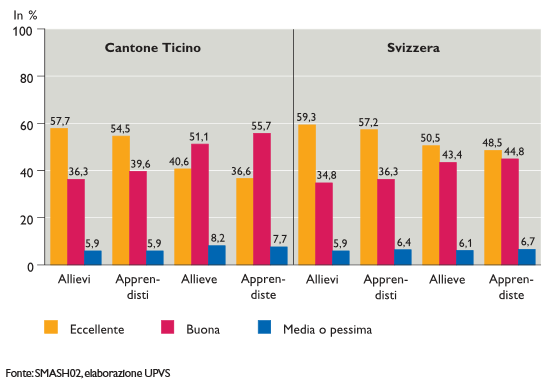 In %
100
80
60
40
20
0
Cantone Ticino
Svizzera
57,7
36,3
5,9
54,5
39,6
5,9
40,6
51,1
8,2
36,6
55,7
7,7
59,3
34,8
5,9
57,2
36,3
6,4
50,5
43,4
6,1
48,5
44,8
6,7
Allievi
Appren-
disti
Allieve
Appren-
diste
Allievi
Appren-
disti
Allieve
Appren-
diste
Eccellente
Buona
Media o pessima
Fonte: SMASH02, elaborazione UPVS